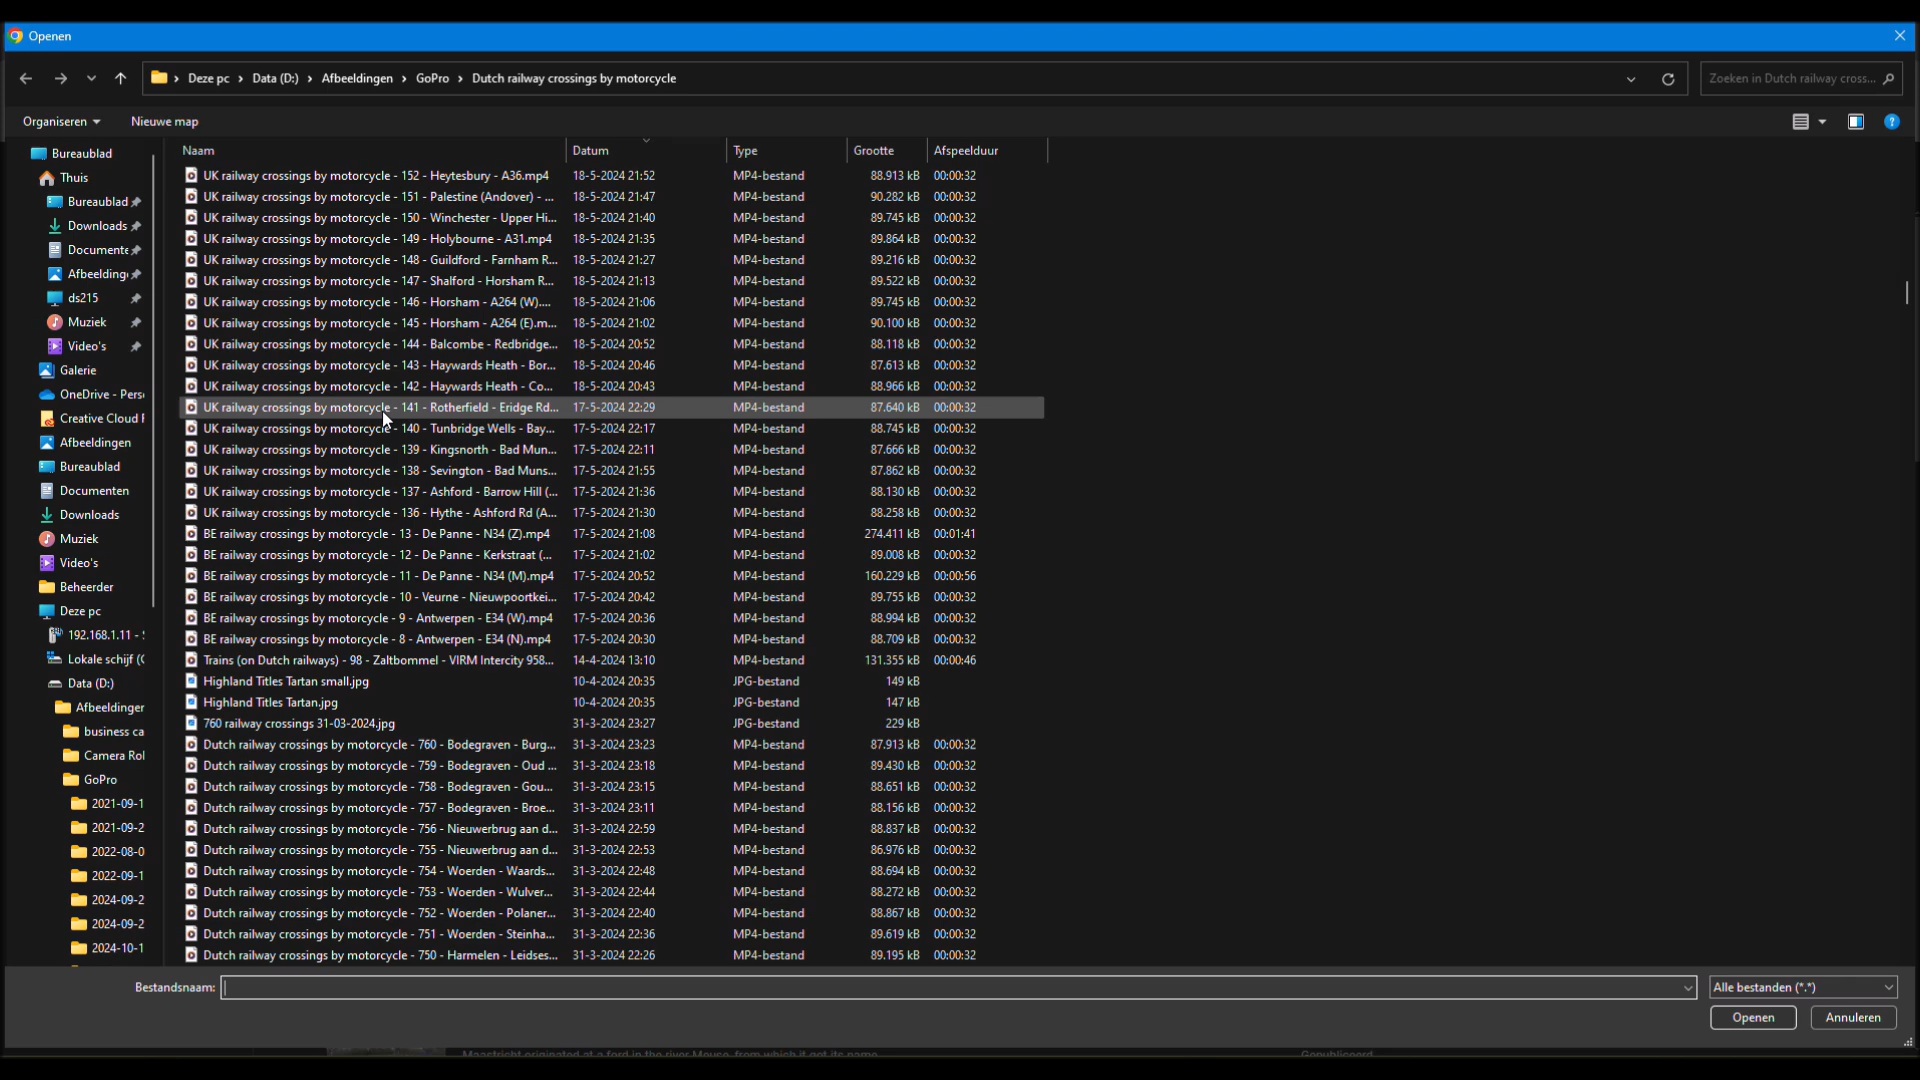 Openen
Deze pc > Data (D:) > Afbeeldingen > GoPro > Dutch railway crossings by motorcycle
Zoeken in Dutch railway cross...
Organiseren
Nieuwe map
Bureaublad
Thuis
Bureaublad
Downloads
Documente
Afbeelding
ds215
Muziek
Video's
Galerie
OneDrive - Pers
Creative Cloud F
Afbeeldingen
Bureaublad
Documenten
Downloads
Muziek
Video's
Beheerder
Deze pc
192.168.1.11 -
Lokale schijf (C
Data (D:)
Afbeeldinger
business ca
Camera Rol
GoPro
2021-09-1
2021-09-2
2022-08-0
2022-09-1
2024-09-2
2024-09-2
2024-10-1
Naam Datum Type Grootte Afspeelduur
UK railway crossings by motorcycle - 152 - Heytesbury - A36.mp4 18-5-2024 21:52 MP4-bestand 88.913 kB 00:00:32
UK railway crossings by motorcycle - 151 - Palestine (Andover) - ... 18-5-2024 21:47 MP4-bestand 90.282 kB 00:00:32
UK railway crossings by motorcycle - 150 - Winchester - Upper Hi... 18-5-2024 21:40 MP4-bestand 89.745 kB 00:00:32
UK railway crossings by motorcycle - 149 - Holybourne - A31.mp4 18-5-2024 21:35 MP4-bestand 89.864 kB 00:00:32
UK railway crossings by motorcycle - 148 - Guildford - Farnham R... 18-5-2024 21:27 MP4-bestand 89.216 kB 00:00:32
UK railway crossings by motorcycle - 147 - Shalford - Horsham R... 18-5-2024 21:13 MP4-bestand 89.522 kB 00:00:32
UK railway crossings by motorcycle - 146 - Horsham - A264 (W).... 18-5-2024 21:06 MP4-bestand 89.745 kB 00:00:32
UK railway crossings by motorcycle - 145 - Horsham - A264 (E).m... 18-5-2024 21:02 MP4-bestand 90.100 kB 00:00:32
UK railway crossings by motorcycle - 144 - Balcombe - Redbridge... 18-5-2024 20:52 MP4-bestand 88.118 kB 00:00:32
UK railway crossings by motorcycle - 143 - Haywards Heath - Bor... 18-5-2024 20:46 MP4-bestand 87.613 kB 00:00:32
UK railway crossings by motorcycle - 142 - Haywards Heath - Co... 18-5-2024 20:43 MP4-bestand 88.966 kB 00:00:32
UK railway crossings by motorcycle - 141 - Rotherfield - Eridge Rd... 17-5-2024 22:29 MP4-bestand 87.640 kB 00:00:32
UK railway crossings by motorcycle - 140 - Tunbridge Wells - Bay... 17-5-2024 22:17 MP4-bestand 88.745 kB 00:00:32
UK railway crossings by motorcycle - 139 - Kingsnorth - Bad Mun... 17-5-2024 22:11 MP4-bestand 87.666 kB 00:00:32
UK railway crossings by motorcycle - 138 - Sevington - Bad Muns... 17-5-2024 21:55 MP4-bestand 87.862 kB 00:00:32
UK railway crossings by motorcycle - 137 - Ashford - Barrow Hill (... 17-5-2024 21:36 MP4-bestand 88.130 kB 00:00:32
UK railway crossings by motorcycle - 136 - Hythe - Ashford Rd (A... 17-5-2024 21:30 MP4-bestand 88.258 kB 00:00:32
BE railway crossings by motorcycle - 13 - De Panne - N34 (Z).mp4 17-5-2024 21:08 MP4-bestand 274.411 kB 00:01:41
BE railway crossings by motorcycle - 12 - De Panne - Kerkstraat (... 17-5-2024 21:02 MP4-bestand 89.008 kB 00:00:32
BE railway crossings by motorcycle - 11 - De Panne - N34 (M).mp4 17-5-2024 20:52 MP4-bestand 160.229 kB 00:00:56
BE railway crossings by motorcycle - 10 - Veurne - Nieuwpoortkei... 17-5-2024 20:42 MP4-bestand 89.755 kB 00:00:32
BE railway crossings by motorcycle - 9 - Antwerpen - E34 (W).mp4 17-5-2024 20:36 MP4-bestand 88.994 kB 00:00:32
BE railway crossings by motorcycle - 8 - Antwerpen - E34 (N).mp4 17-5-2024 20:30 MP4-bestand 88.709 kB 00:00:32
Trains (on Dutch railways) - 98 - Zaltbommel - VIRM Intercity 958... 14-4-2024 13:10 MP4-bestand 131.355 kB 00:00:46
Highland Titles Tartan small.jpg 10-4-2024 20:35 JPG-bestand 149 kB
Highland Titles Tartan.jpg 10-4-2024 20:35 JPG-bestand 147 kB
760 railway crossings 31-03-2024.jpg 31-3-2024 23:27 JPG-bestand 229 kB
Dutch railway crossings by motorcycle - 760 - Bodegraven - Burg... 31-3-2024 23:23 MP4-bestand 87.913 kB 00:00:32
Dutch railway crossings by motorcycle - 759 - Bodegraven - Oud ... 31-3-2024 23:18 MP4-bestand 89.430 kB 00:00:32
Dutch railway crossings by motorcycle - 758 - Bodegraven - Gou... 31-3-2024 23:15 MP4-bestand 88.651 kB 00:00:32
Dutch railway crossings by motorcycle - 757 - Bodegraven - Broe... 31-3-2024 23:11 MP4-bestand 88.156 kB 00:00:32
Dutch railway crossings by motorcycle - 756 - Nieuwerbrug aan d... 31-3-2024 22:59 MP4-bestand 88.837 kB 00:00:32
Dutch railway crossings by motorcycle - 755 - Nieuwerbrug aan d... 31-3-2024 22:53 MP4-bestand 86.976 kB 00:00:32
Dutch railway crossings by motorcycle - 754 - Woerden - Waards... 31-3-2024 22:48 MP4-bestand 88.694 kB 00:00:32
Dutch railway crossings by motorcycle - 753 - Woerden - Wulver... 31-3-2024 22:44 MP4-bestand 88.272 kB 00:00:32
Dutch railway crossings by motorcycle - 752 - Woerden - Polaner... 31-3-2024 22:40 MP4-bestand 88.867 kB 00:00:32
Dutch railway crossings by motorcycle - 751 - Woerden - Steinha... 31-3-2024 22:36 MP4-bestand 89.619 kB 00:00:32
Dutch railway crossings by motorcycle - 750 - Harmelen - Leidses... 31-3-2024 22:26 MP4-bestand 89.195 kB 00:00:32
Bestandsnaam:
Alle bestanden (*.*)
Openen
Annuleren
Maastricht originated at a ford in the river Meuse, from which it got its name
Gepubliceerd